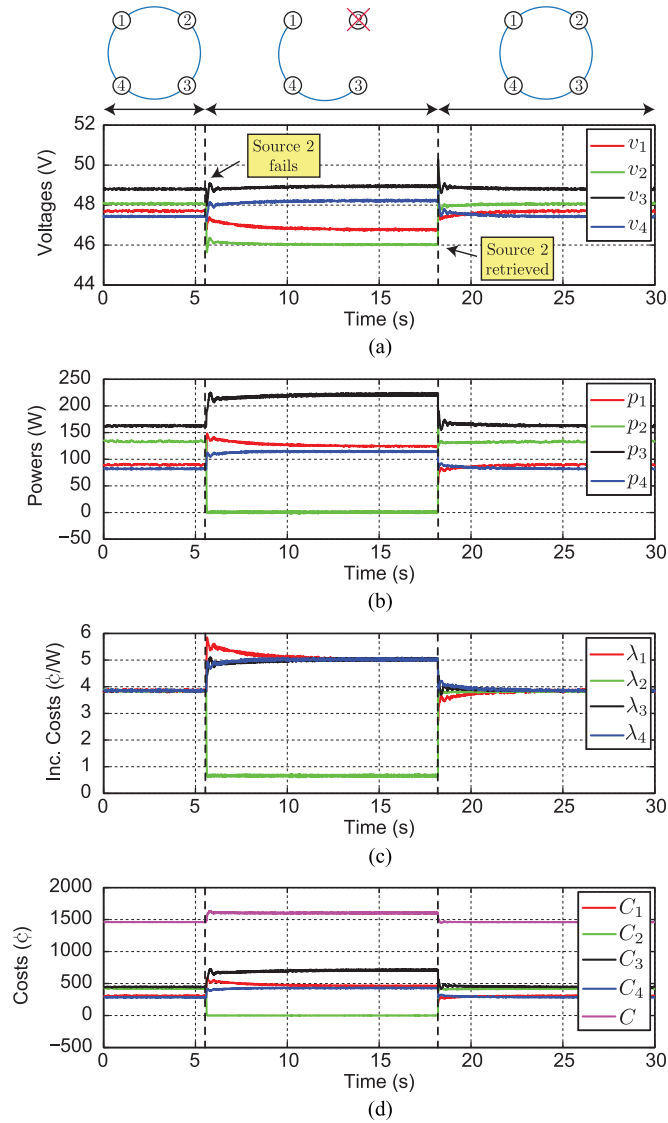 1 2 1 2 1 2
4 3 4 3 4 3
52
50
48
46
44
Voltages (V)
Source 2
fails
Source 2
retrieved
v1
v2
v3
v4
0 5 10 15 20 25 30
Time (s)
(a)
250
200
150
100
50
0
−50
Powers (W)
p1
p2
p3
p4
0 5 10 15 20 25 30
Time (s)
(b)
6
5
4
3
2
1
0
Inc. Costs (¢/W)
λ1
λ2
λ3
λ4
0 5 10 15 20 25 30
Time (s)
(c)
2000
1500
1000
500
0
−500
Costs (¢)
C1
C2
C3
C4
C
0 5 10 15 20 25 30
Time (s)
(d)